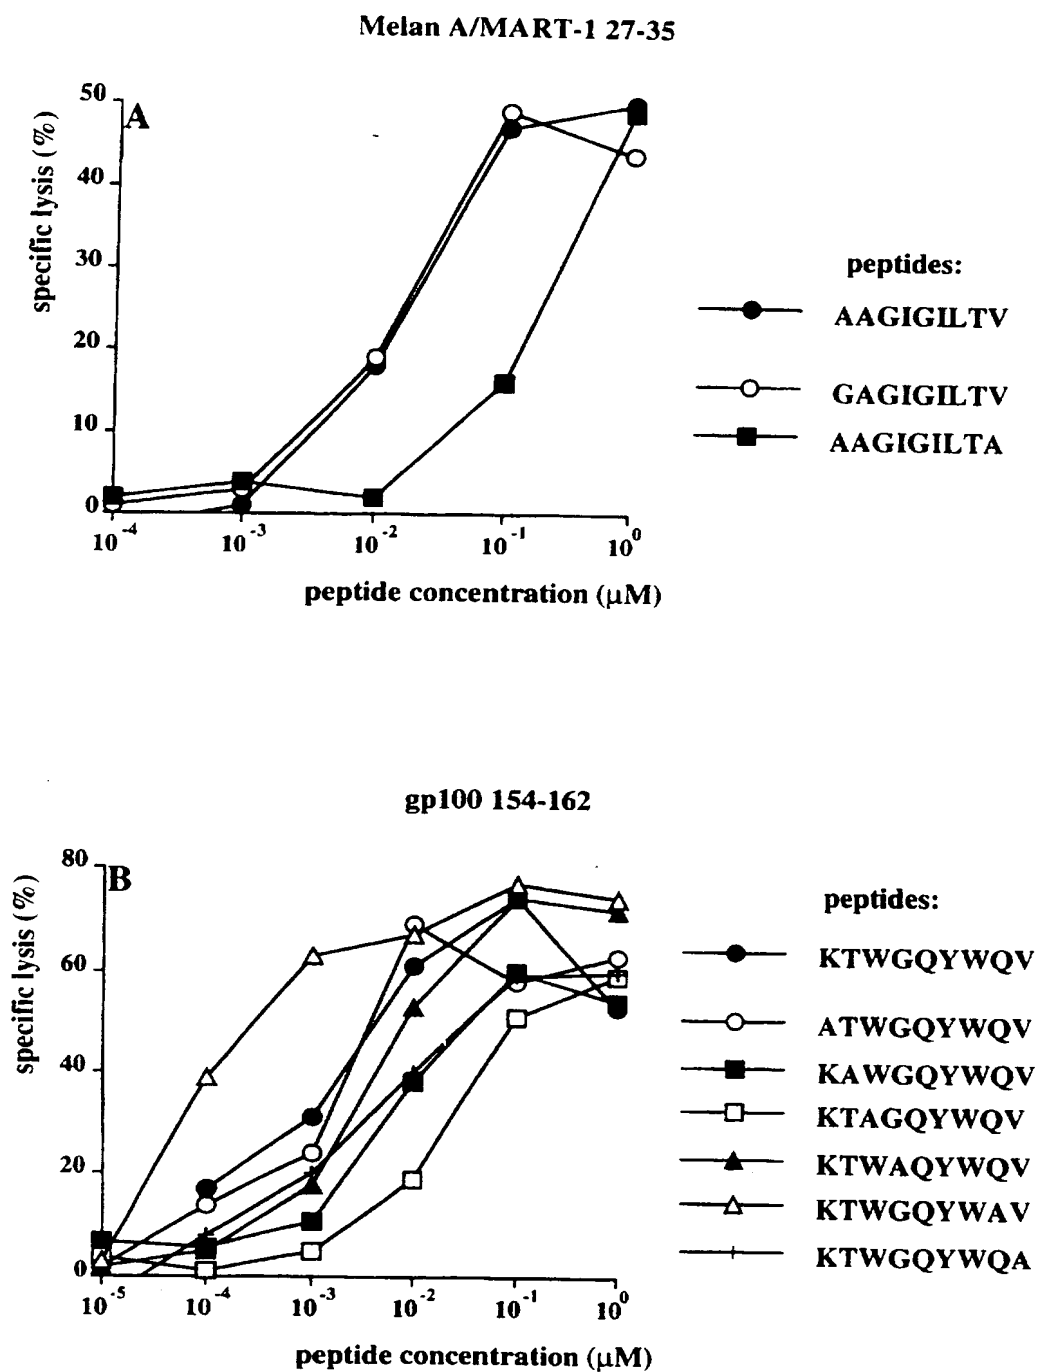 Melan A/MART-1 27-35
A
specific lysis (%)
50
40
30
20
10
0
10-4
10-3
10-2
10-1
100
peptide concentration (μM)
peptides:
AAGIGILTV
GAGIGILTV
AAGIGILTA
gp100 154-162
B
specific lysis (%)
80
60
40
20
0
10-5
10-4
10-3
10-2
10-1
100
peptide concentration (μM)
peptides:
KTWGQYWQV
ATWGQYWQV
KAWGQYWQV
KTAGQYWQV
KTWAQYWQV
KTWGQYWAV
KTWGQYWQA